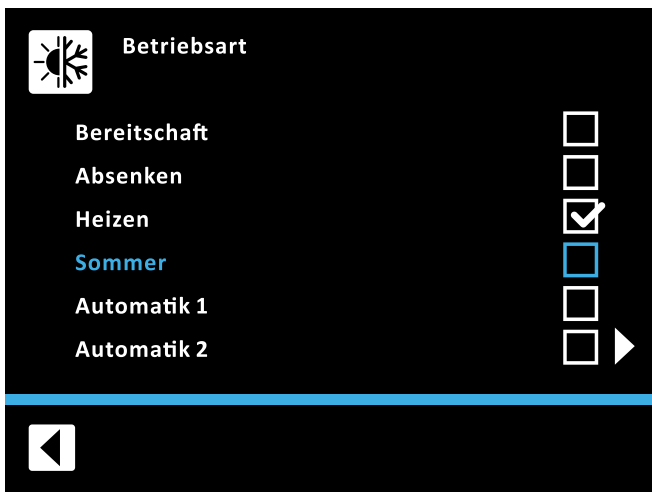 Betriebsart
Bereitschaft
Absenken
Heizen
Sommer
Automatik 1
Automatik 2